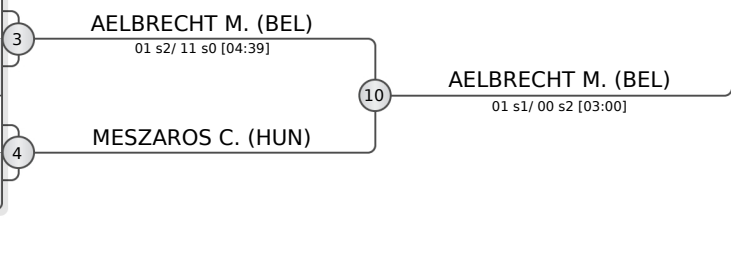 AELBRECHT M. (BEL)
3
01 s2/ 11 s0 [04:39]
AELBRECHT M. (BEL)
10
01 s1/ 00 s2 [03:00]
MESZAROS C. (HUN)
4